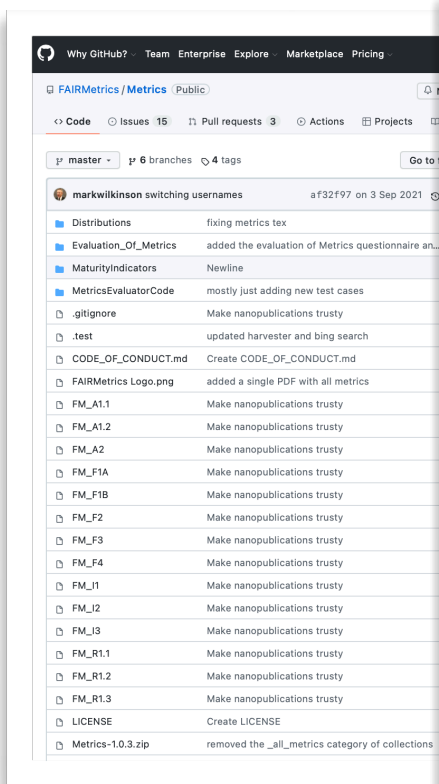 Why GitHub? Team Enterprise Explore Marketplace Pricing
FAIRMetrics / Metrics Public
<> Code Issues 15 Pull requests 3 Actions Projects
master 6 branches 4 tags Go to
markwilkinson switching usernames af32f97 on 3 Sep 2021
Distributions fixing metrics tex
Evaluation_Of_Metrics added the evaluation of Metrics questionnaire an...
MaturityIndicators Newline
MetricsEvaluatorCode mostly just adding new test cases
.gitignore Make nanopublications trusty
.test updated harvester and bing search
CODE_OF_CONDUCT.md Create CODE_OF_CONDUCT.md
FAIRMetrics Logo.png added a single PDF with all metrics
FM_A1.1 Make nanopublications trusty
FM_A1.2 Make nanopublications trusty
FM_A2 Make nanopublications trusty
FM_F1A Make nanopublications trusty
FM_F1B Make nanopublications trusty
FM_F2 Make nanopublications trusty
FM_F3 Make nanopublications trusty
FM_F4 Make nanopublications trusty
FM_I1 Make nanopublications trusty
FM_I2 Make nanopublications trusty
FM_I3 Make nanopublications trusty
FM_R1.1 Make nanopublications trusty
FM_R1.2 Make nanopublications trusty
FM_R1.3 Make nanopublications trusty
LICENSE Create LICENSE
Metrics-1.0.3.zip removed the _all_metrics category of collections